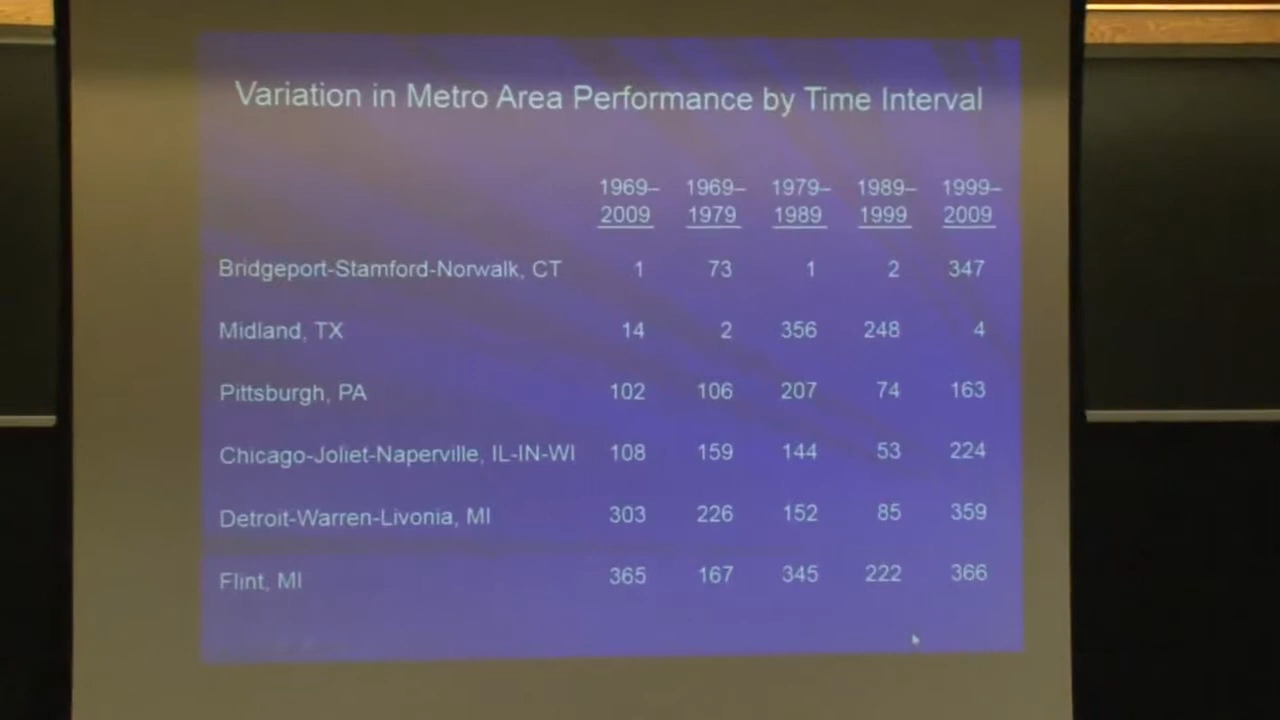 Variation in Metro Area Performance by Time Interval
1969– 1969– 1979– 1989– 1999–
2009 1979 1989 1999 2009
Bridgeport-Stamford-Norwalk, CT 1 73 1 2 347
Midland, TX 14 2 356 248 4
Pittsburgh, PA 102 106 207 74 163
Chicago-Joliet-Naperville, IL-IN-WI 108 159 144 53 224
Detroit-Warren-Livonia, MI 303 226 152 85 359
Flint, MI 365 167 345 222 366